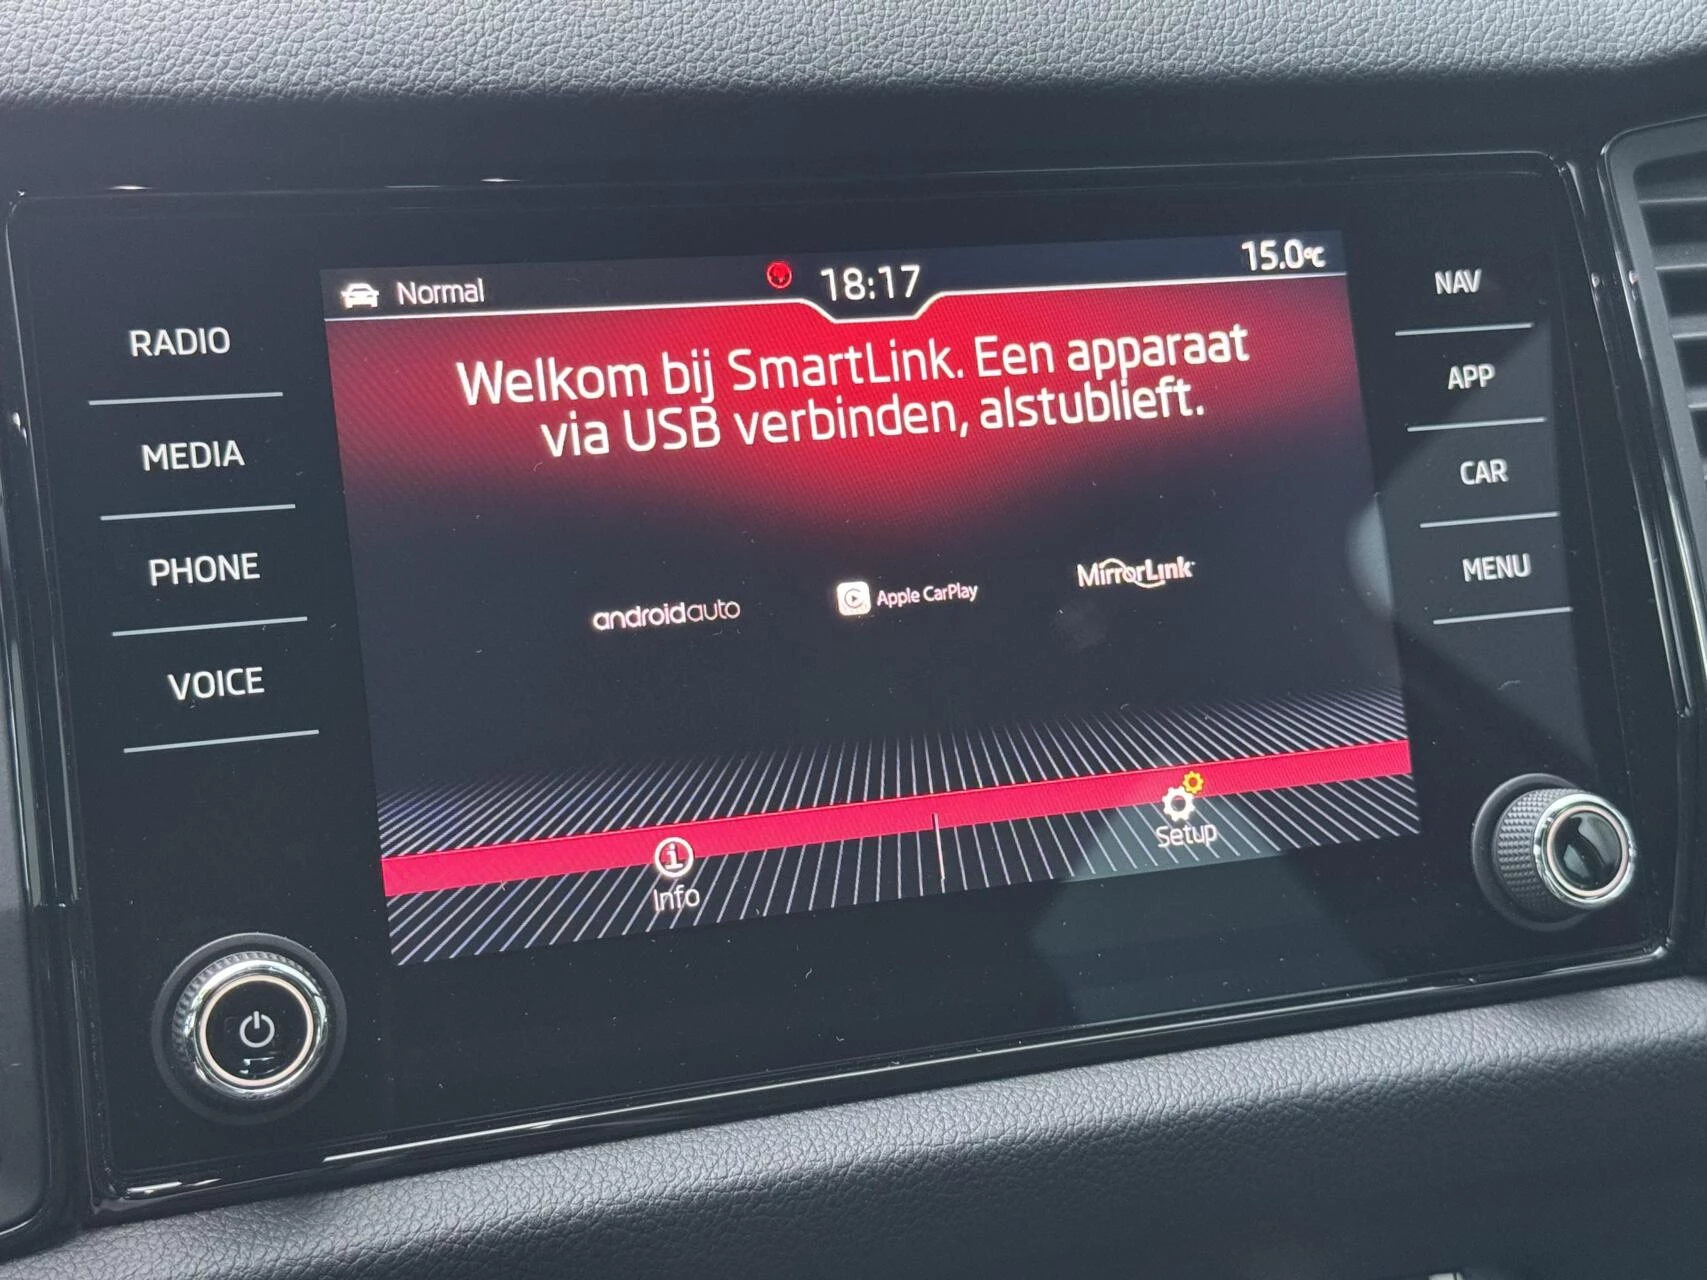 Normal
18:17
15.0°C
RADIO
MEDIA
PHONE
VOICE
Welkom bij SmartLink. Een apparaat
via USB verbinden, alstublieft.
androidauto
Apple CarPlay
MirrorLink
Info
Setup
NAV
APP
CAR
MENU